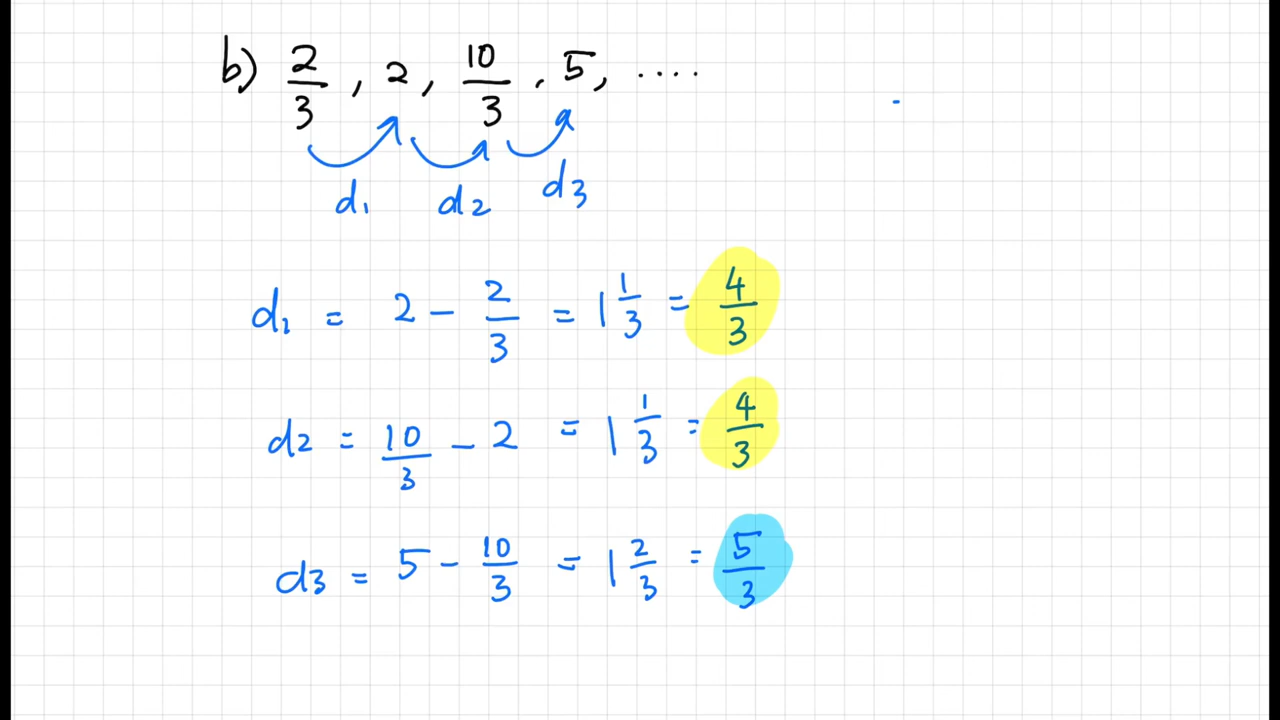 b) 2/3, 2, 10/3, 5, ....
d1 d2 d3
d1 = 2 - 2/3 = 1 1/3 = 4/3
d2 = 10/3 - 2 = 1 1/3 = 4/3
d3 = 5 - 10/3 = 1 2/3 = 5/3